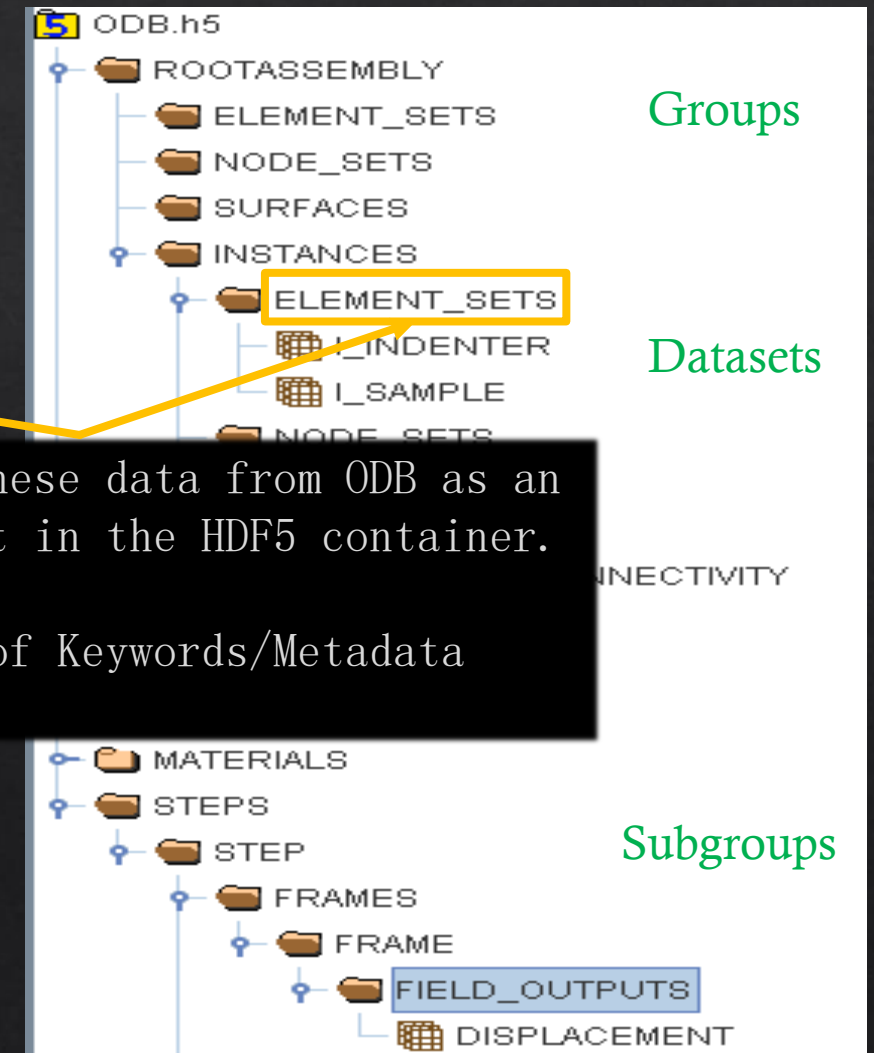 ODB.h5
ROOTASSEMBLY
ELEMENT_SETS
Groups
NODE_SETS
SURFACES
INSTANCES
ELEMENT_SETS
I_INDENTER
Datasets
I_SAMPLE
NODE_SETS
hese data from ODB as an
t in the HDF5 container.
NNECTIVITY
of Keywords/Metadata
MATERIALS
STEPS
STEP
Subgroups
FRAMES
FRAME
FIELD_OUTPUTS
DISPLACEMENT